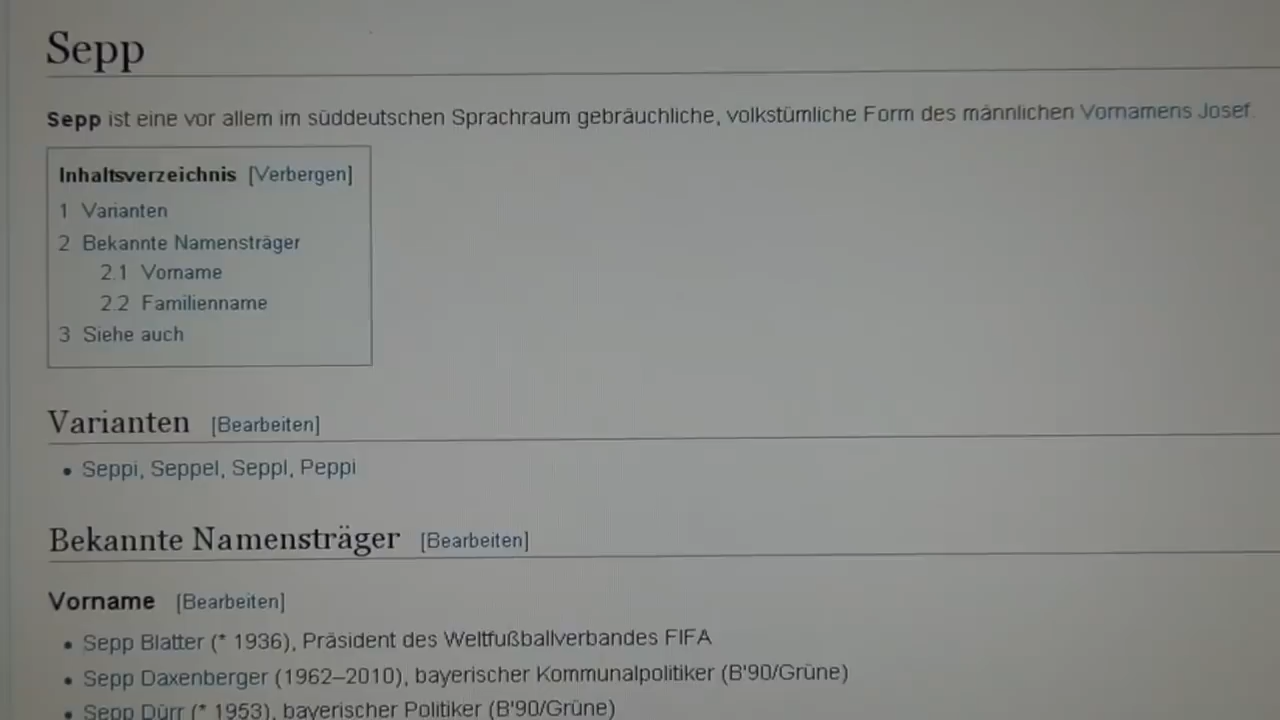 Sepp
Sepp ist eine vor allem im süddeutschen Sprachraum gebräuchliche, volkstümliche Form des männlichen Vornamens Josef.
Inhaltsverzeichnis [Verbergen]
1 Varianten
2 Bekannte Namensträger
2.1 Vorname
2.2 Familienname
3 Siehe auch
Varianten [Bearbeiten]
• Seppi, Seppel, Seppl, Peppi
Bekannte Namensträger [Bearbeiten]
Vorname [Bearbeiten]
• Sepp Blatter (* 1936), Präsident des Weltfußballverbandes FIFA
• Sepp Daxenberger (1962–2010), bayerischer Kommunalpolitiker (B'90/Grüne)
• Sepp Dürr (* 1953), bayerischer Politiker (B'90/Grüne)